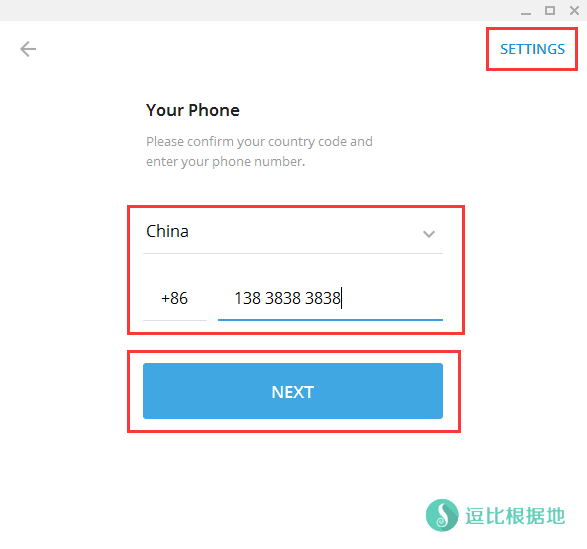 SETTINGS
Your Phone
Please confirm your country code and
enter your phone number.
China
+86 138 3838 3838
NEXT
逗比根据地